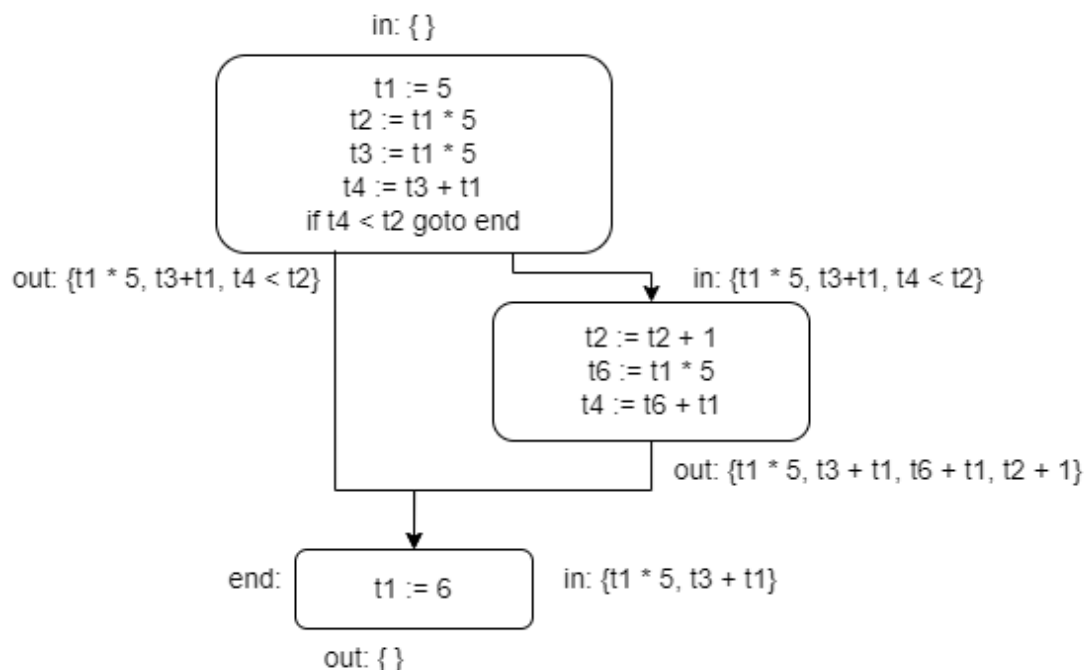 in: { }
t1 := 5
t2 := t1 * 5
t3 := t1 * 5
t4 := t3 + t1
if t4 < t2 goto end
out: {t1 * 5, t3+t1, t4 < t2}
in: {t1 * 5, t3+t1, t4 < t2}
t2 := t2 + 1
t6 := t1 * 5
t4 := t6 + t1
out: {t1 * 5, t3 + t1, t6 + t1, t2 + 1}
end:
t1 := 6
in: {t1 * 5, t3 + t1}
out: { }